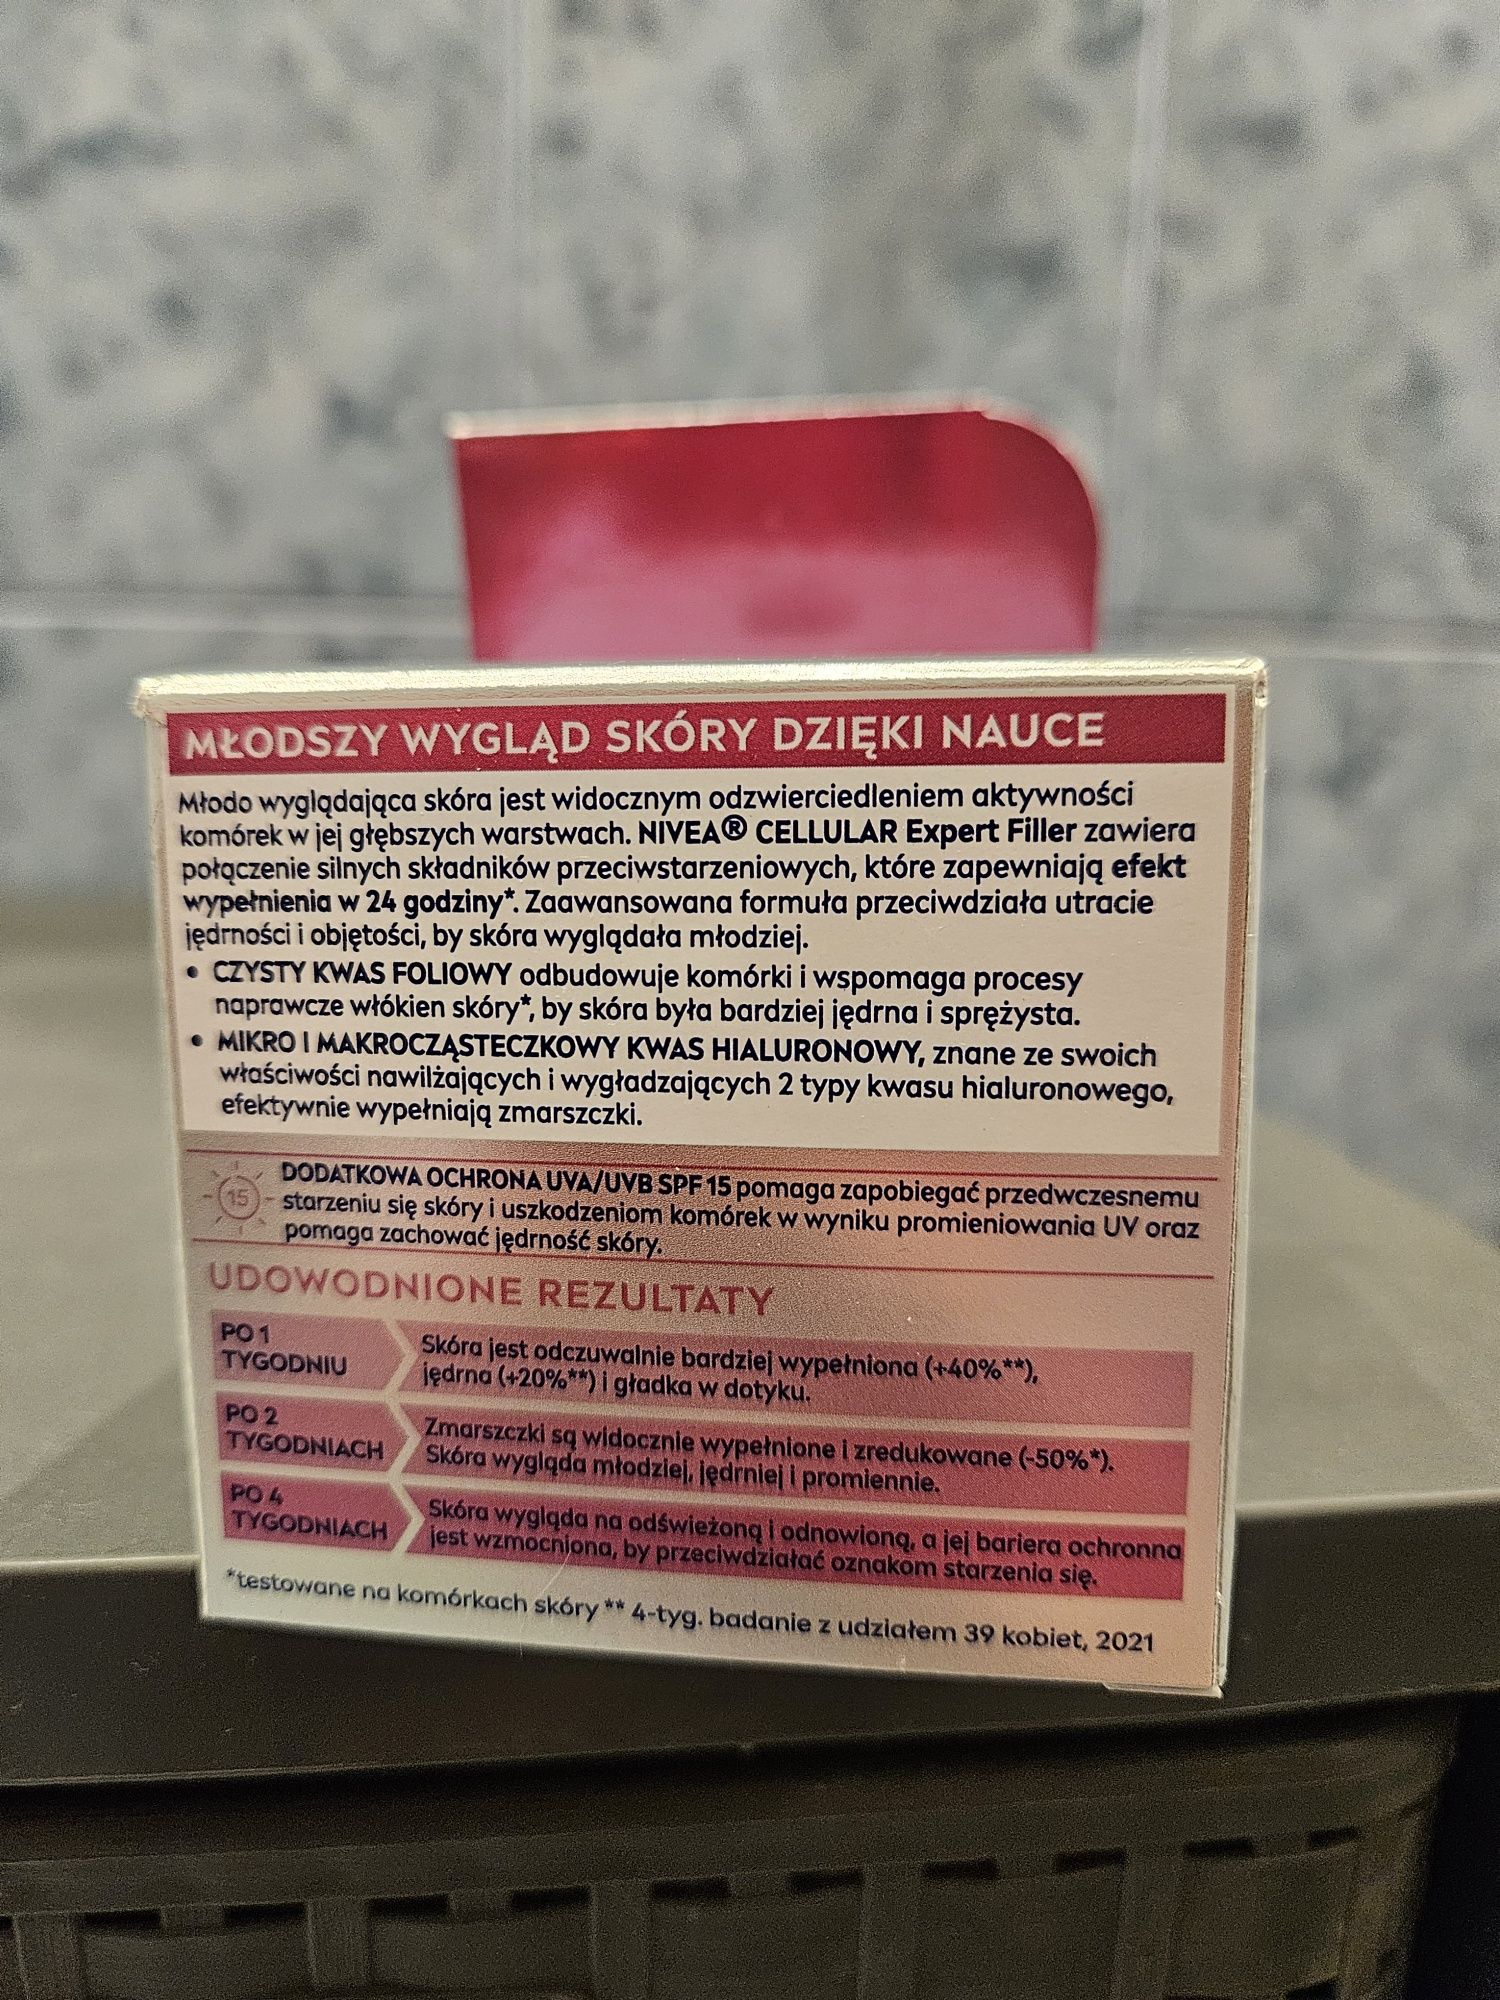 MŁODSZY WYGLĄD SKÓRY DZIĘKI NAUCE
Młodo wyglądająca skóra jest widocznym odzwierciedleniem aktywności
komórek w jej głębszych warstwach. NIVEA® CELLULAR Expert Filler zawiera
połączenie silnych składników przeciwstarzeniowych, które zapewniają efekt
wypełnienia w 24 godziny*. Zaawansowana formuła przeciwdziała utracie
jędrności i objętości, by skóra wyglądała młodziej.
• CZYSTY KWAS FOLIOWY odbudowuje komórki i wspomaga procesy
naprawcze włókien skóry*, by skóra była bardziej jędrna i sprężysta.
• MIKRO I MAKROCZĄSTECZKOWY KWAS HIALURONOWY, znane ze swoich
właściwości nawilżających i wygładzających 2 typy kwasu hialuronowego,
efektywnie wypełniają zmarszczki.
15
DODATKOWA OCHRONA UVA/UVB SPF 15 pomaga zapobiegać przedwczesnemu
starzeniu się skóry i uszkodzeniom komórek w wyniku promieniowania UV oraz
pomaga zachować jędrność skóry.
UDOWODNIONE REZULTATY
PO 1
TYGODNIU
Skóra jest odczuwalnie bardziej wypełniona (+40%**),
jędrna (+20%**) i gładka w dotyku.
PO 2
TYGODNIACH
Zmarszczki są widocznie wypełnione i zredukowane (-50%*).
Skóra wygląda młodziej, jędrniej i promiennie.
PO 4
TYGODNIACH
Skóra wygląda na odświeżoną i odnowioną, a jej bariera ochronna
jest wzmocniona, by przeciwdziałać oznakom starzenia się.
*testowane na komórkach skóry ** 4-tyg. badanie z udziałem 39 kobiet, 2021